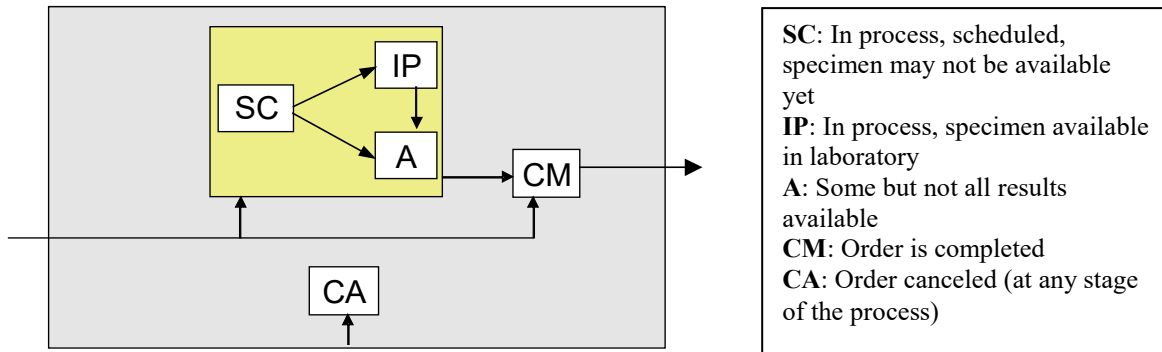 IP
SC
A
CM
CA
SC: In process, scheduled,
specimen may not be available
yet
IP: In process, specimen available
in laboratory
A: Some but not all results
available
CM: Order is completed
CA: Order canceled (at any stage
of the process)